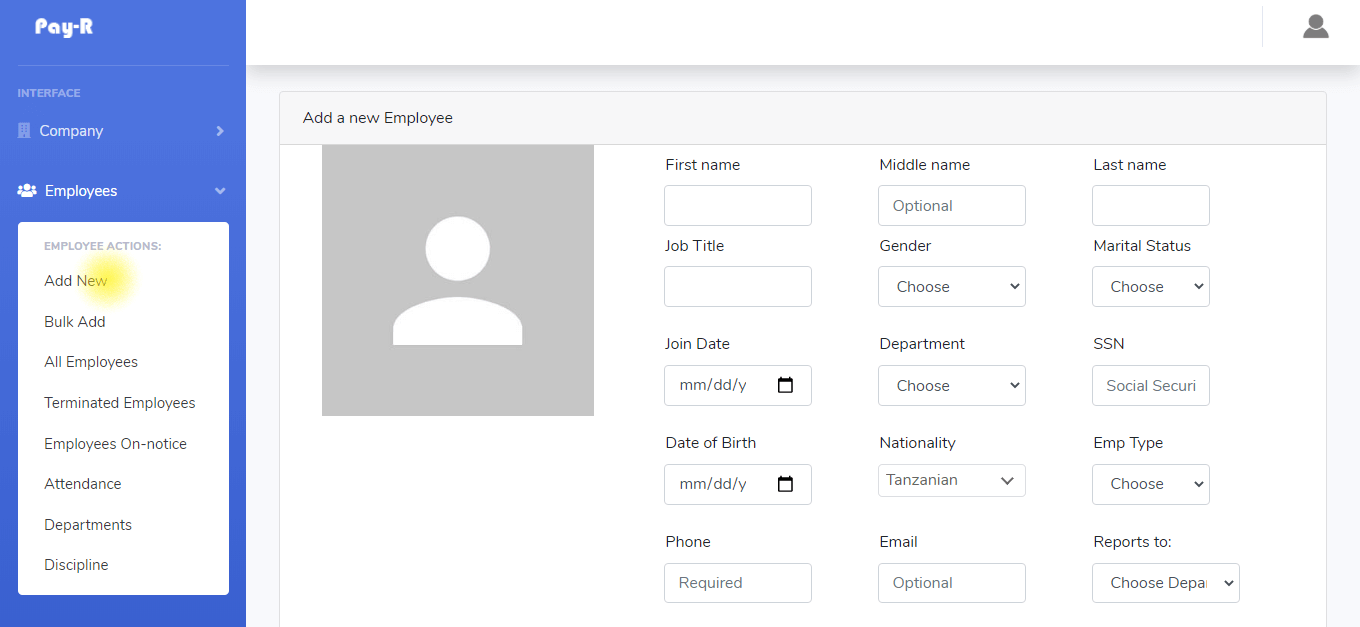 Pay-R
INTERFACE
Company
Employees
EMPLOYEE ACTIONS:
Add New
Bulk Add
All Employees
Terminated Employees
Employees On-notice
Attendance
Departments
Discipline
Add a new Employee
First name Middle name Last name
Optional
Job Title Gender Marital Status
Choose Choose
Join Date Department SSN
mm/dd/y Choose Social Securi
Date of Birth Nationality Emp Type
mm/dd/y Tanzanian Choose
Phone Email Reports to:
Required Optional Choose Depar